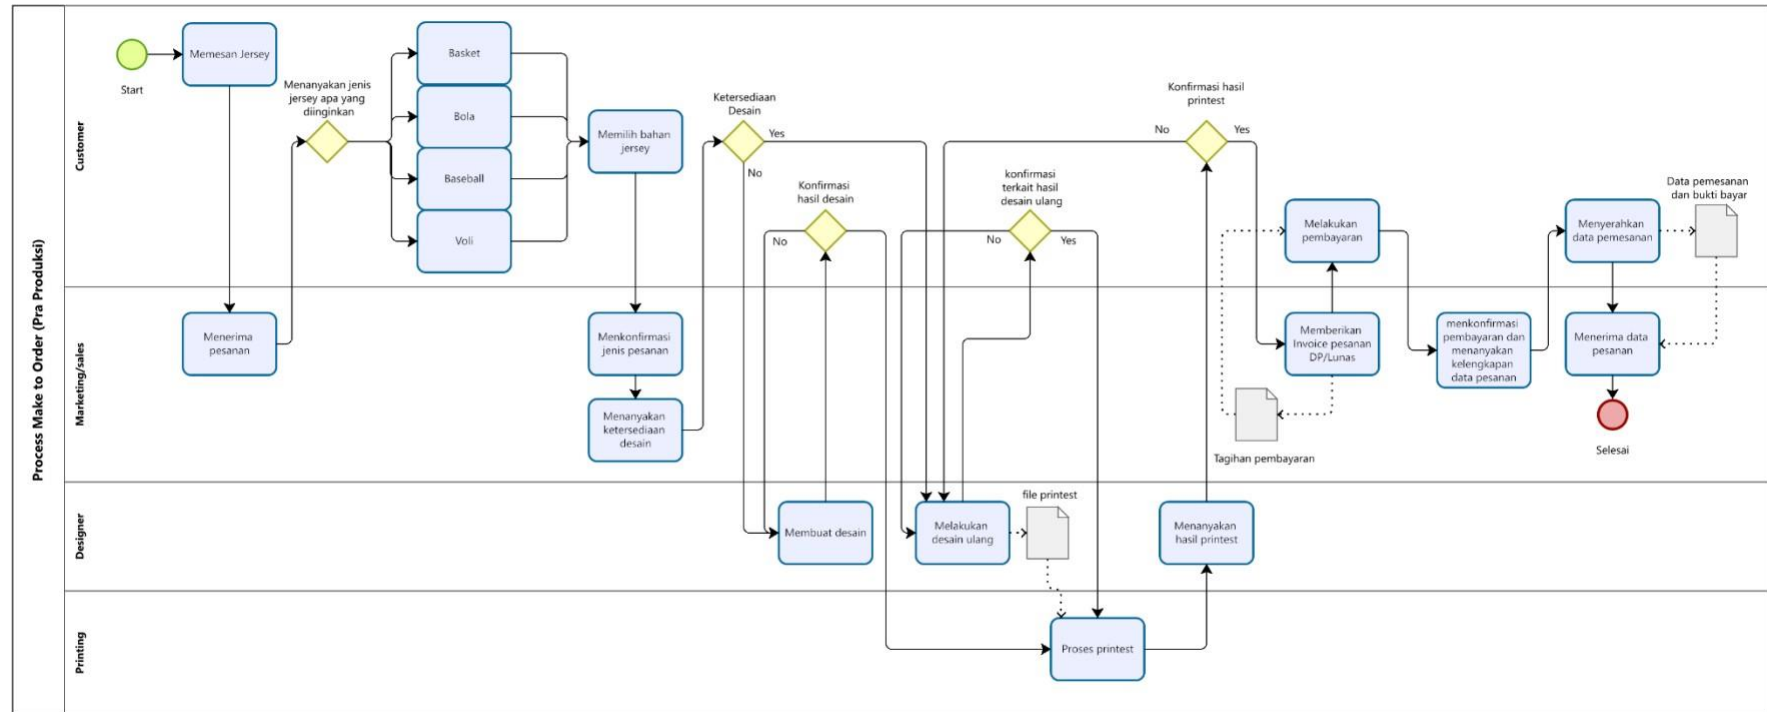 Process Make to Order (Pra Produksi)
Customer
Start
Memesan Jersey
Menanyakan jenis
jersey apa yang
diinginkan
Basket
Bola
Baseball
Voli
Memilih bahan
jersey
Ketersediaan
Desain
Yes
No
Konfirmasi
hasil desain
No
konfirmasi
terkait hasil
desain ulang
No
Yes
Konfirmasi hasil
printest
No
Yes
Melakukan
pembayaran
Menyerahkan
data pemesanan
Data pemesanan
dan bukti bayar
Marketing/sales
Menerima
pesanan
Menkonfirmasi
jenis pesanan
Menanyakan
ketersediaan
desain
Memberikan
Invoice pesanan
DP/Lunas
Tagihan pembayaran
menkonfirmasi
pembayaran dan
menanyakan
kelengkapan
data pesanan
Menerima data
pesanan
Selesai
Designer
Membuat desain
Melakukan
desain ulang
file printest
Menanyakan
hasil printest
Printing
Proses printest